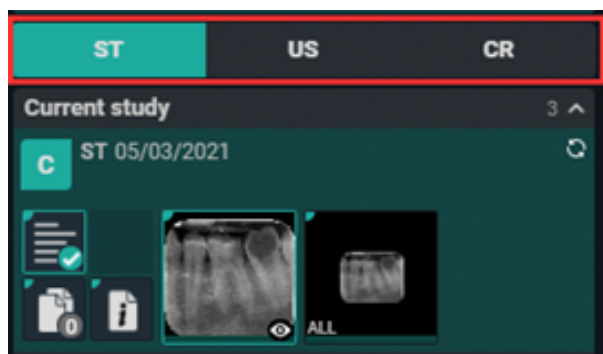 ST US CR
Current study 3
C ST 05/03/2021
i
0
ALL